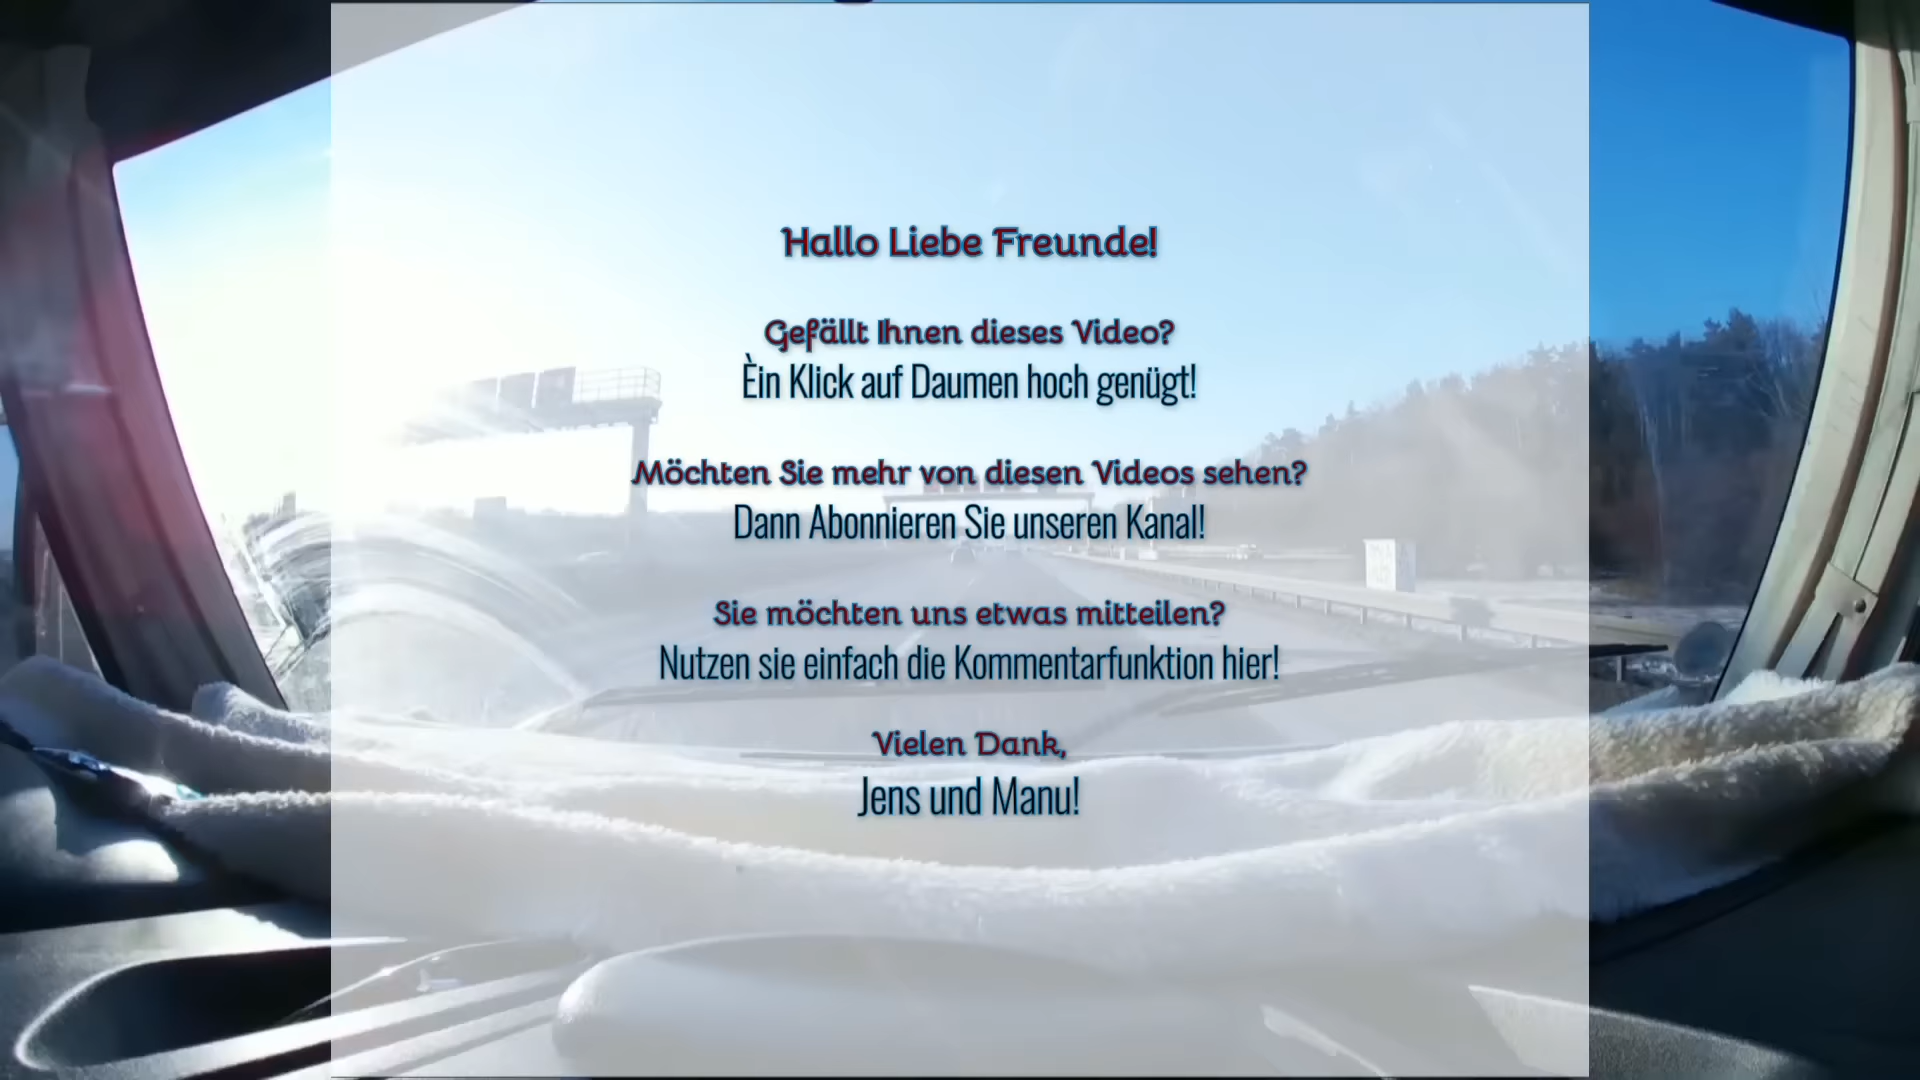 Hallo Liebe Freunde!
Gefällt Ihnen dieses Video?
Èin Klick auf Daumen hoch genügt!
Möchten Sie mehr von diesen Videos sehen?
Dann Abonnieren Sie unseren Kanal!
Sie möchten uns etwas mitteilen?
Nutzen sie einfach die Kommentarfunktion hier!
Vielen Dank,
Jens und Manu!